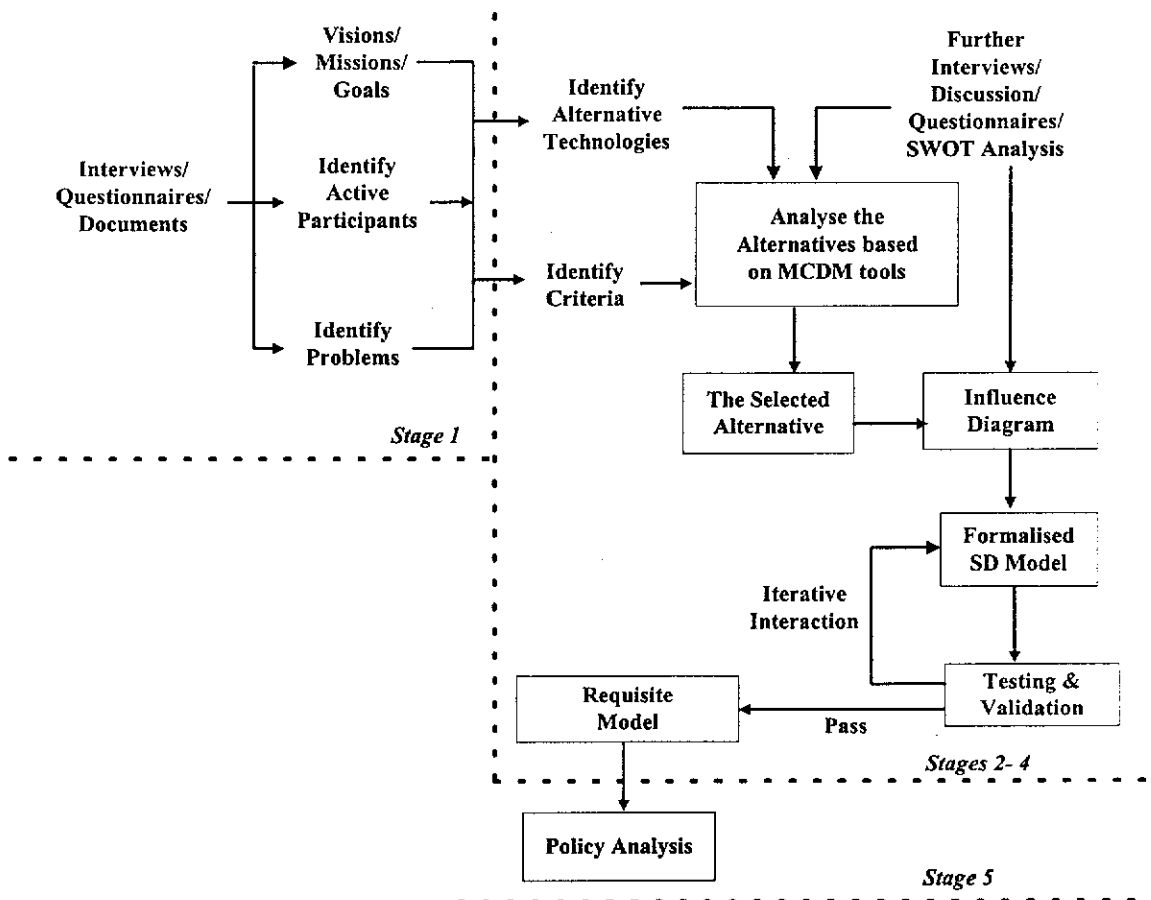 Visions/
Missions/
Goals
Interviews/
Questionnaires/
Documents
Identify
Active
Participants
Identify
Problems
Stage 1
Identify
Alternative
Technologies
Further
Interviews/
Discussion/
Questionnaires/
SWOT Analysis
Identify
Criteria
Analyse the
Alternatives based
on MCDM tools
The Selected
Alternative
Influence
Diagram
Formalised
SD Model
Iterative
Interaction
Testing &
Validation
Pass
Requisite
Model
Stages 2- 4
Policy Analysis
Stage 5